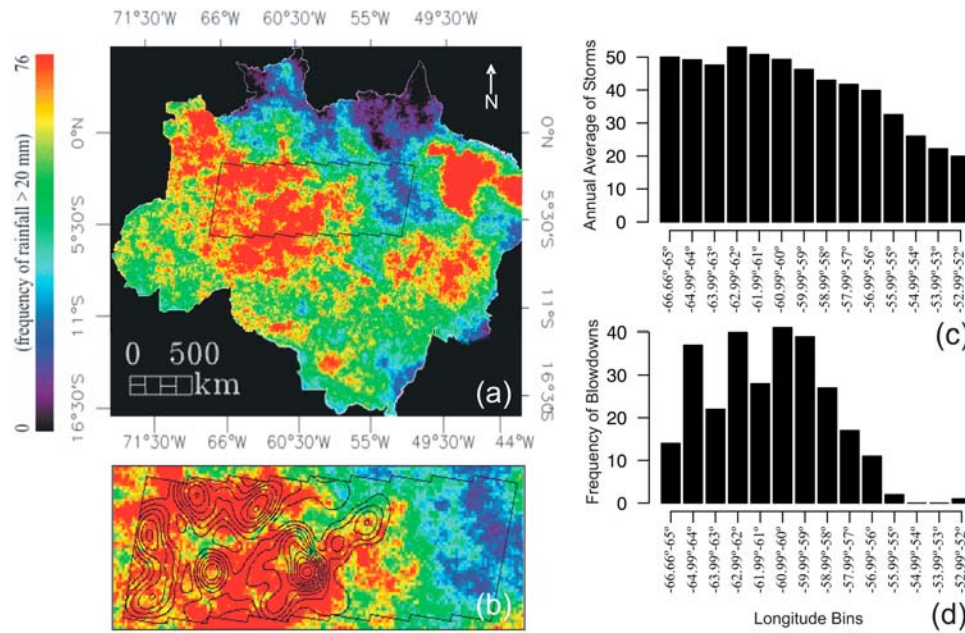 71°30'W 66°W 60°30'W 55°W 49°30'W
76
(frequency of rainfall > 20 mm)
0
0°N
5°30'S
11°S
16°30'S
N
0°N
5°30'S
11°S
16°30'S
0 500
km
(a)
71°30'W 66°W 60°30'W 55°W 49°30'W 44°W
(b)
Annual Average of Storms
50
40
30
20
10
0
-66.66°-65°
-64.99°-64°
-63.99°-63°
-62.99°-62°
-61.99°-61°
-60.99°-60°
-59.99°-59°
-58.99°-58°
-57.99°-57°
-56.99°-56°
-55.99°-55°
-54.99°-54°
-53.99°-53°
-52.99°-52°
(c)
Frequency of Blowdowns
40
30
20
10
0
-66.66°-65°
-64.99°-64°
-63.99°-63°
-62.99°-62°
-61.99°-61°
-60.99°-60°
-59.99°-59°
-58.99°-58°
-57.99°-57°
-56.99°-56°
-55.99°-55°
-54.99°-54°
-53.99°-53°
-52.99°-52°
Longitude Bins
(d)